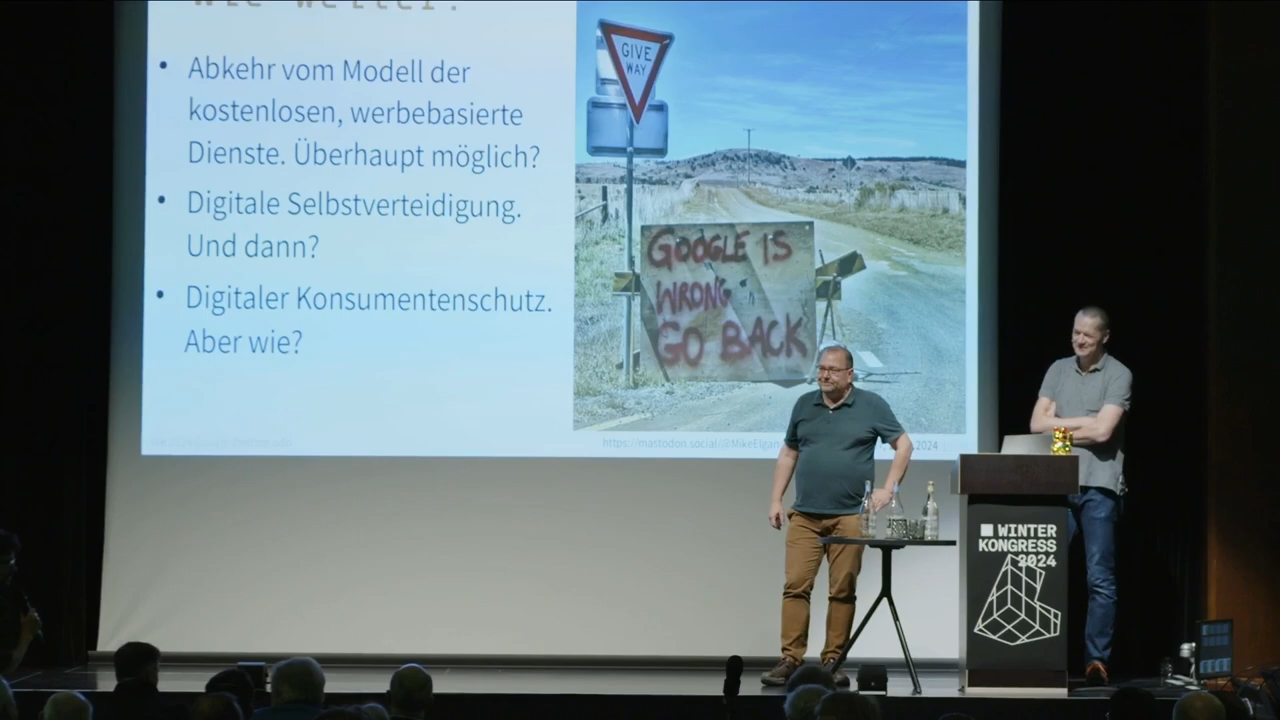 • Abkehr vom Modell der
kostenlosen, werbebasierte
Dienste. Überhaupt möglich?
• Digitale Selbstverteidigung.
Und dann?
• Digitaler Konsumentenschutz.
Aber wie?
GIVE
WAY
GOOGLE IS
WRONG
GO BACK
https://mastodon.social/@MikeElgan
2024
WINTER
KONGRESS
2024